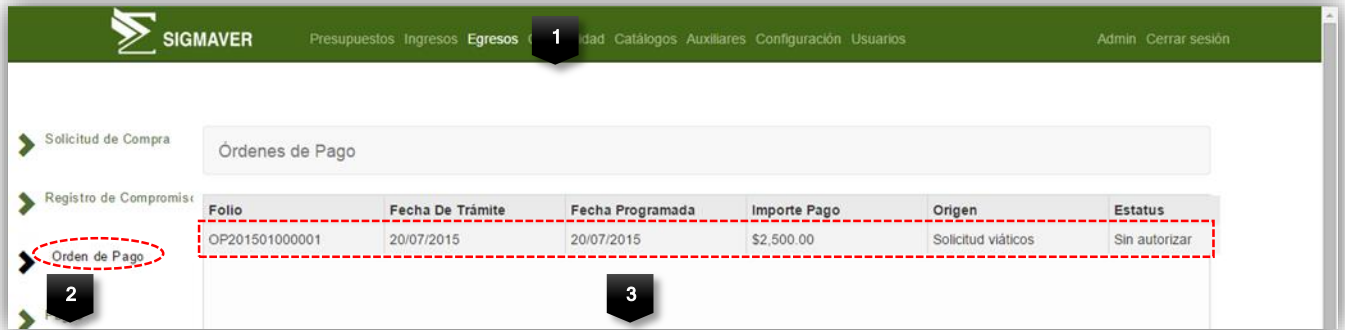 SIGMAVER
Presupuestos Ingresos Egresos 1 dad Catálogos Auxiliares Configuración Usuarios Admin Cerrar sesión
Solicitud de Compra
Órdenes de Pago
Registro de Compromiso
Folio Fecha De Trámite Fecha Programada Importe Pago Origen Estatus
OP201501000001 20/07/2015 20/07/2015 $2,500.00 Solicitud viáticos Sin autorizar
Orden de Pago
2 3